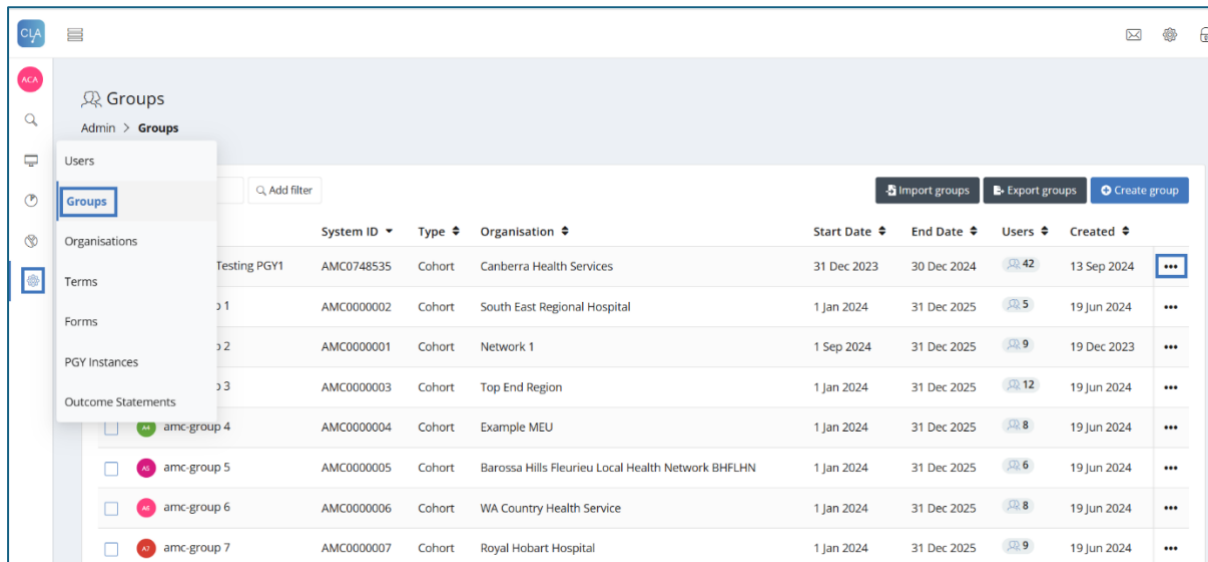 CLA
ACA
Groups
Admin > Groups
Users
Groups
Organisations
Terms
Forms
PGY Instances
Outcome Statements
Add filter
Import groups
Export groups
Create group
System ID Type Organisation Start Date End Date Users Created
Testing PGY1 AMC0748535 Cohort Canberra Health Services 31 Dec 2023 30 Dec 2024 42 13 Sep 2024
1 AMC0000002 Cohort South East Regional Hospital 1 Jan 2024 31 Dec 2025 5 19 Jun 2024
2 AMC0000001 Cohort Network 1 1 Sep 2024 31 Dec 2025 9 19 Dec 2023
3 AMC0000003 Cohort Top End Region 1 Jan 2024 31 Dec 2025 12 19 Jun 2024
A4 amc-group 4 AMC0000004 Cohort Example MEU 1 Jan 2024 31 Dec 2025 8 19 Jun 2024
A5 amc-group 5 AMC0000005 Cohort Barossa Hills Fleurieu Local Health Network BHFLHN 1 Jan 2024 31 Dec 2025 6 19 Jun 2024
A6 amc-group 6 AMC0000006 Cohort WA Country Health Service 1 Jan 2024 31 Dec 2025 8 19 Jun 2024
A7 amc-group 7 AMC0000007 Cohort Royal Hobart Hospital 1 Jan 2024 31 Dec 2025 9 19 Jun 2024